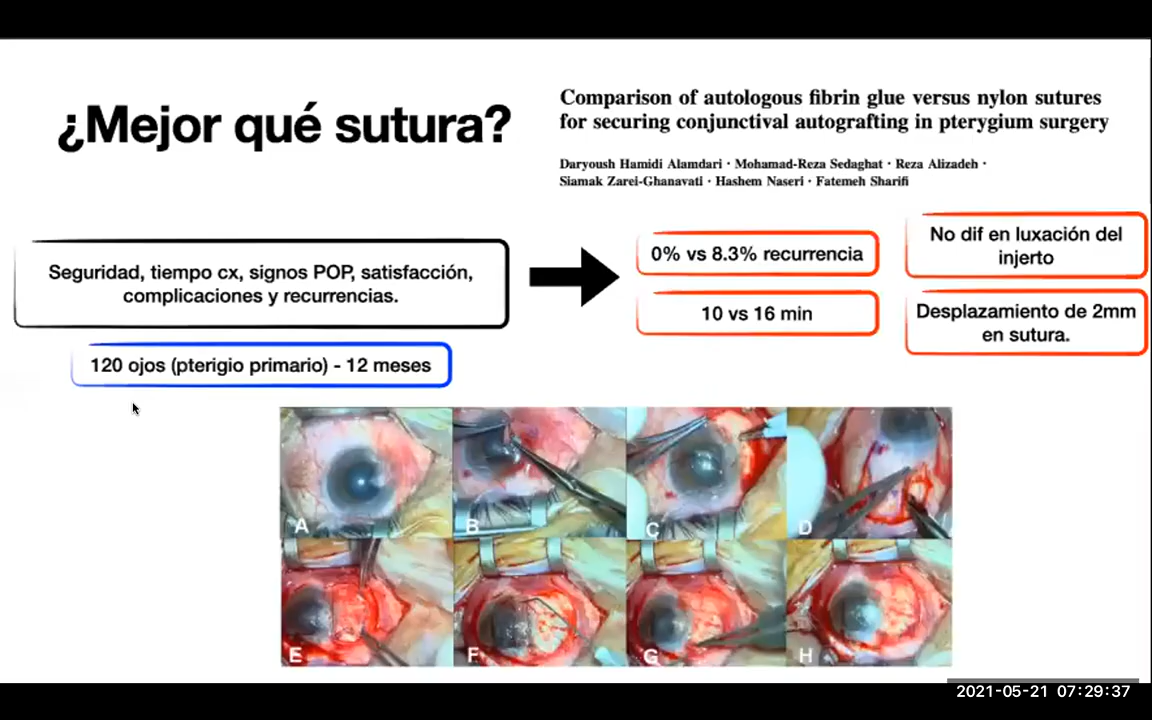 ¿Mejor qué sutura?
Comparison of autologous fibrin glue versus nylon sutures
for securing conjunctival autografting in pterygium surgery
Daryoush Hamidi Alamdari · Mohamad-Reza Sedaghat · Reza Alizadeh ·
Siamak Zarei-Ghanavati · Hashem Naseri · Fatemeh Sharifi
Seguridad, tiempo cx, signos POP, satisfacción,
complicaciones y recurrencias.
120 ojos (pterigio primario) - 12 meses
0% vs 8.3% recurrencia
10 vs 16 min
No dif en luxación del
injerto
Desplazamiento de 2mm
en sutura.
A
B
C
D
E
F
G
H
2021-05-21 07:29:37